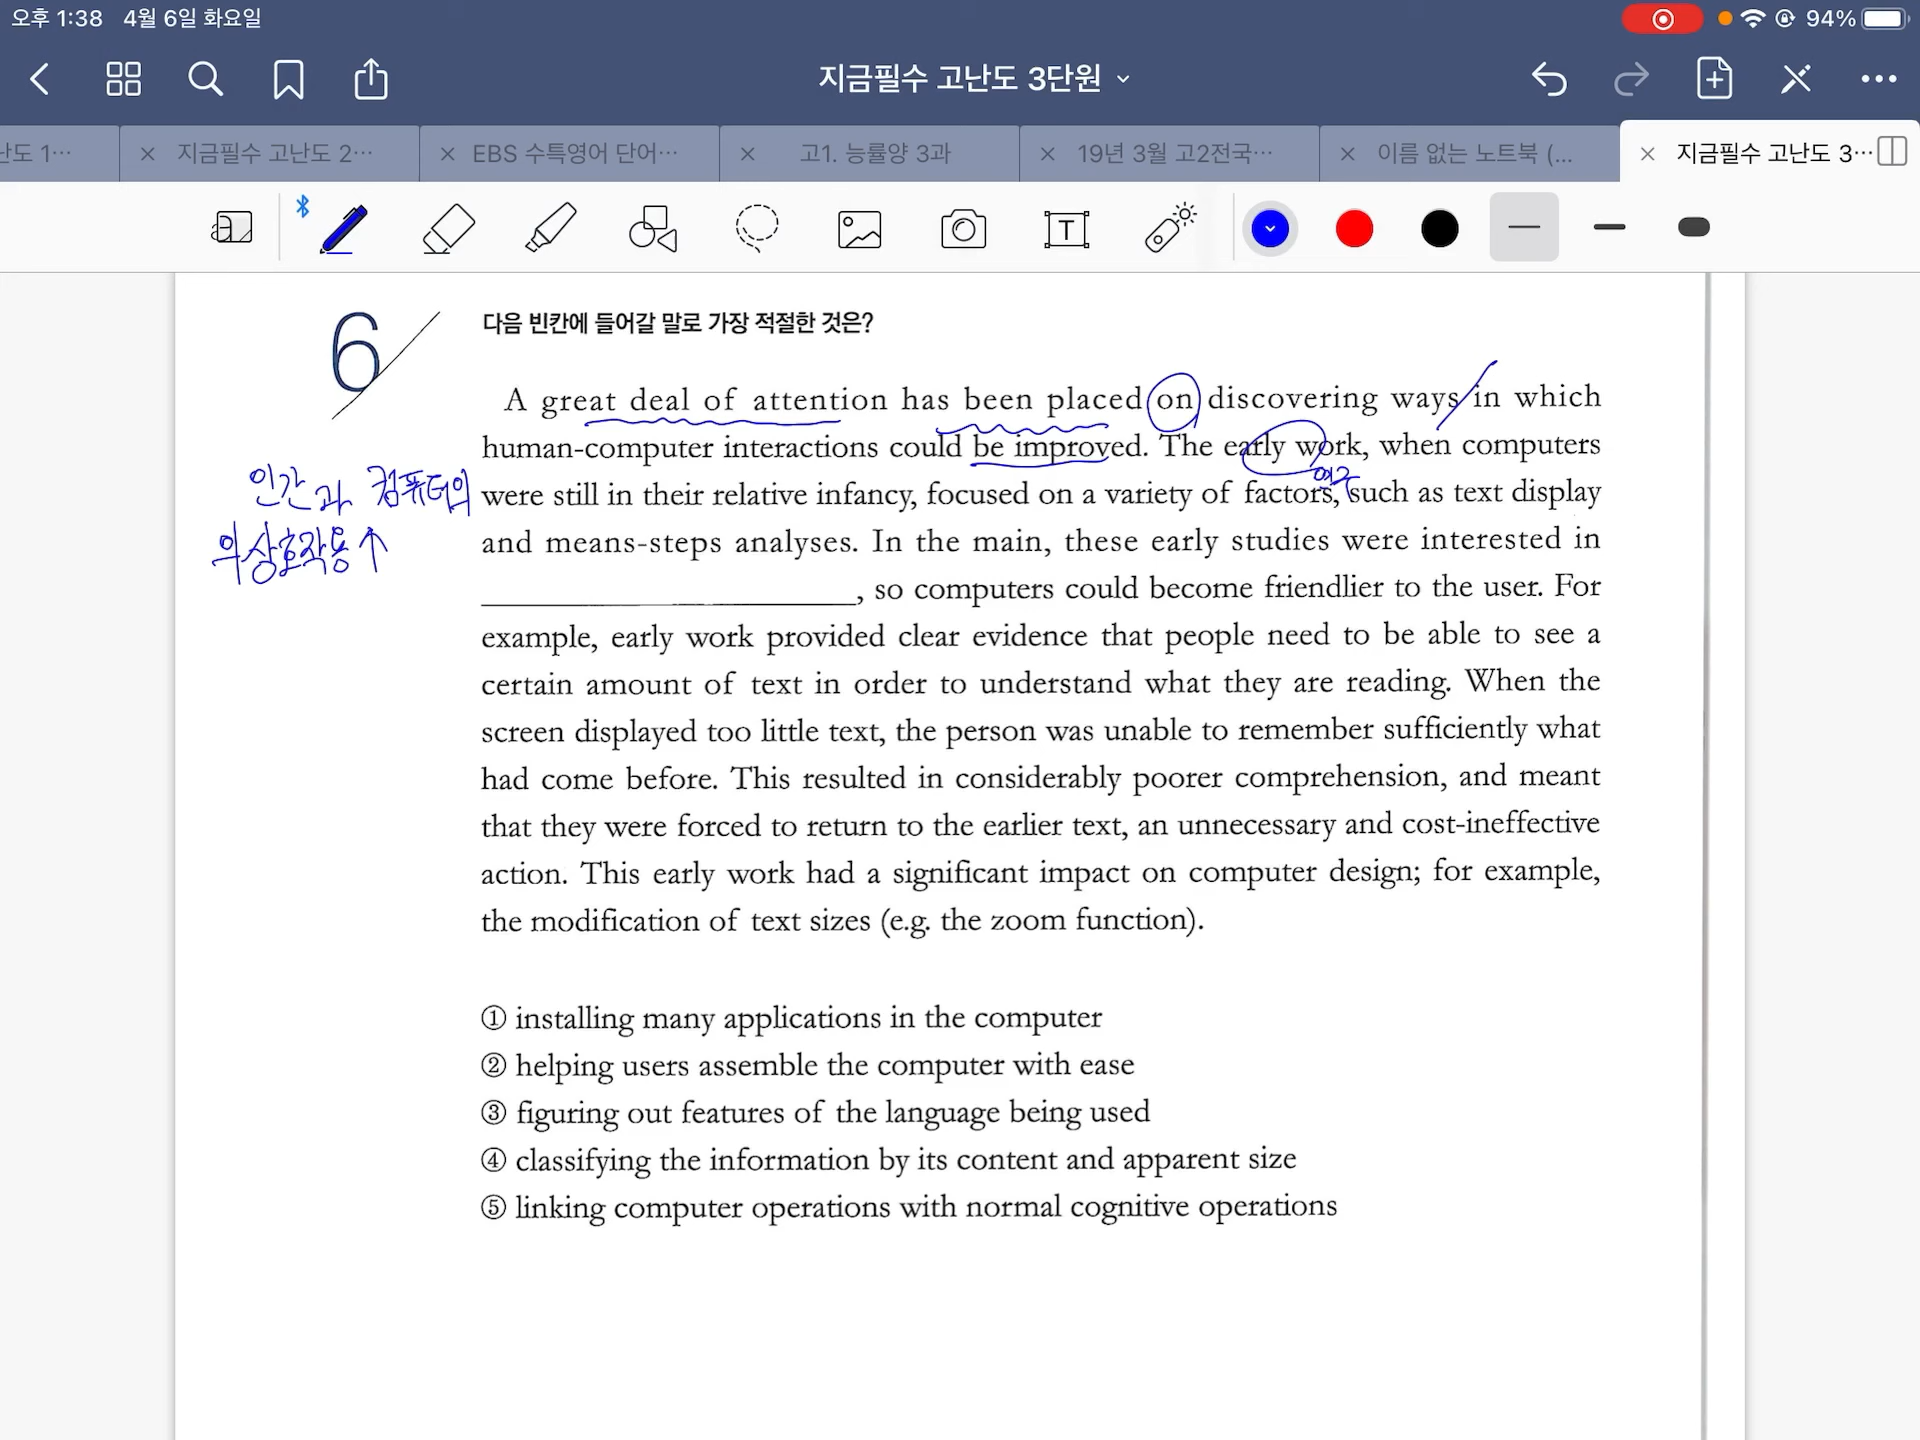 오후 1:38 4월 6일 화요일
94%
지금필수 고난도 3단원
난도 1…
지금필수 고난도 2…
EBS 수특영어 단어…
고1. 능률양 3과
19년 3월 고2전국…
이름 없는 노트북 (...
지금필수 고난도 3…
6
다음 빈칸에 들어갈 말로 가장 적절한 것은?
A great deal of attention has been placed on discovering ways in which
human-computer interactions could be improved. The early work, when computers
연구
인간과 컴퓨터의
were still in their relative infancy, focused on a variety of factors, such as text display
의 상호작용 ↑
and means-steps analyses. In the main, these early studies were interested in
____________________, so computers could become friendlier to the user. For
example, early work provided clear evidence that people need to be able to see a
certain amount of text in order to understand what they are reading. When the
screen displayed too little text, the person was unable to remember sufficiently what
had come before. This resulted in considerably poorer comprehension, and meant
that they were forced to return to the earlier text, an unnecessary and cost-ineffective
action. This early work had a significant impact on computer design; for example,
the modification of text sizes (e.g. the zoom function).
① installing many applications in the computer
② helping users assemble the computer with ease
③ figuring out features of the language being used
④ classifying the information by its content and apparent size
⑤ linking computer operations with normal cognitive operations